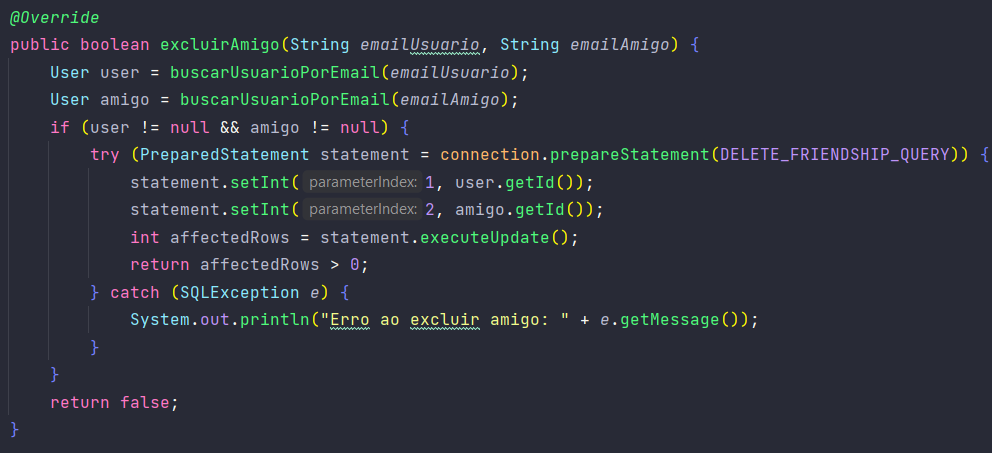 @Override
public boolean excluirAmigo(String emailUsuario, String emailAmigo) {
User user = buscarUsuarioPorEmail(emailUsuario);
User amigo = buscarUsuarioPorEmail(emailAmigo);
if (user != null && amigo != null) {
try (PreparedStatement statement = connection.prepareStatement(DELETE_FRIENDSHIP_QUERY)) {
statement.setInt( parameterIndex: 1, user.getId());
statement.setInt( parameterIndex: 2, amigo.getId());
int affectedRows = statement.executeUpdate();
return affectedRows > 0;
} catch (SQLException e) {
System.out.println("Erro ao excluir amigo: " + e.getMessage());
}
}
return false;
}